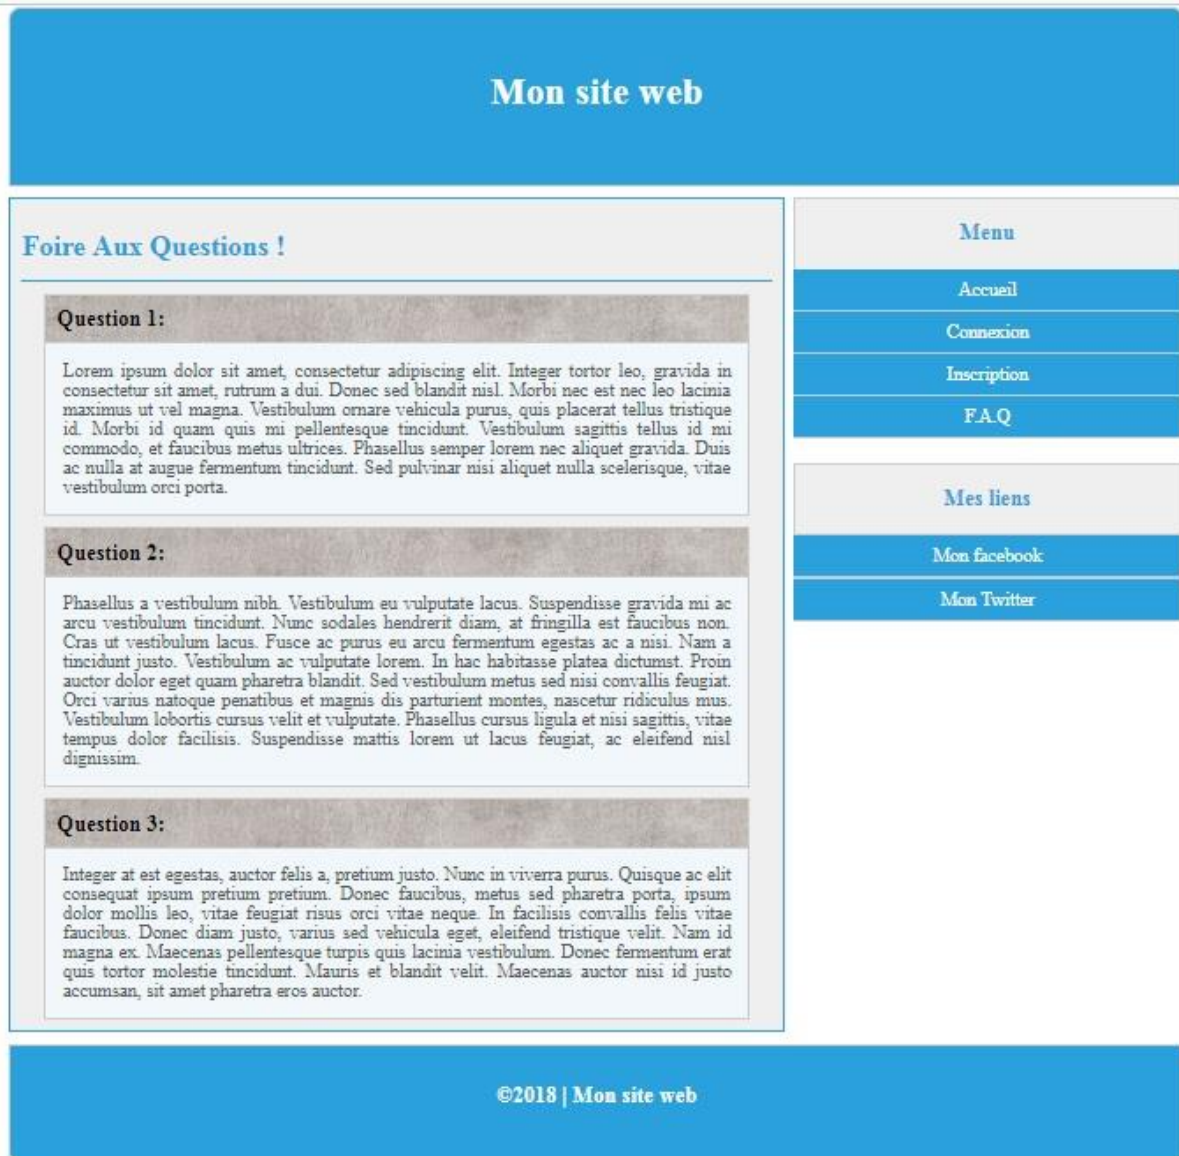 Mon site web
Foire Aux Questions !
Question 1:
Lorem ipsum dolor sit amet, consectetur adipiscing elit. Integer tortor leo, gravida in
consectetur sit amet, rutrum a dui. Donec sed blandit nisl. Morbi nec est nec leo lacinia
maximus ut vel magna. Vestibulum ornare vehicula purus, quis placerat tellus tristique
id. Morbi id quam quis mi pellentesque tincidunt. Vestibulum sagittis tellus id mi
commodo, et faucibus metus ultrices. Phasellus semper lorem nec aliquet gravida. Duis
ac nulla at augue fermentum tincidunt. Sed pulvinar nisi aliquet nulla scelerisque, vitae
vestibulum orci porta.
Question 2:
Phasellus a vestibulum nibh. Vestibulum eu vulputate lacus. Suspendisse gravida mi ac
arcu vestibulum tincidunt. Nunc sodales hendrerit diam, at fringilla est faucibus non.
Cras ut vestibulum lacus. Fusce ac purus eu arcu fermentum egestas ac a nisi. Nam a
tincidunt justo. Vestibulum ac vulputate lorem. In hac habitasse platea dictumst. Proin
auctor dolor eget quam pharetra blandit. Sed vestibulum metus sed nisi convallis feugiat.
Orci varius natoque penatibus et magnis dis parturient montes, nascetur ridiculus mus.
Vestibulum lobortis cursus velit et vulputate. Phasellus cursus ligula et nisi sagittis, vitae
tempus dolor facilisis. Suspendisse mattis lorem ut lacus feugiat, ac eleifend nisl
dignissim.
Question 3:
Integer at est egestas, auctor felis a, pretium justo. Nunc in viverra purus. Quisque ac elit
consequat ipsum pretium pretium. Donec faucibus, metus sed pharetra porta, ipsum
dolor mollis leo, vitae feugiat risus orci vitae neque. In facilisis convallis felis vitae
faucibus. Donec diam justo, varius sed vehicula eget, eleifend tristique velit. Nam id
magna ex. Maecenas pellentesque turpis quis lacinia vestibulum. Donec fermentum erat
quis tortor molestie tincidunt. Mauris et blandit velit. Maecenas auctor nisi id justo
accumsan, sit amet pharetra eros auctor.
Menu
Accueil
Connexion
Inscription
F.A.Q
Mes liens
Mon facebook
Mon Twitter
©2018 | Mon site web